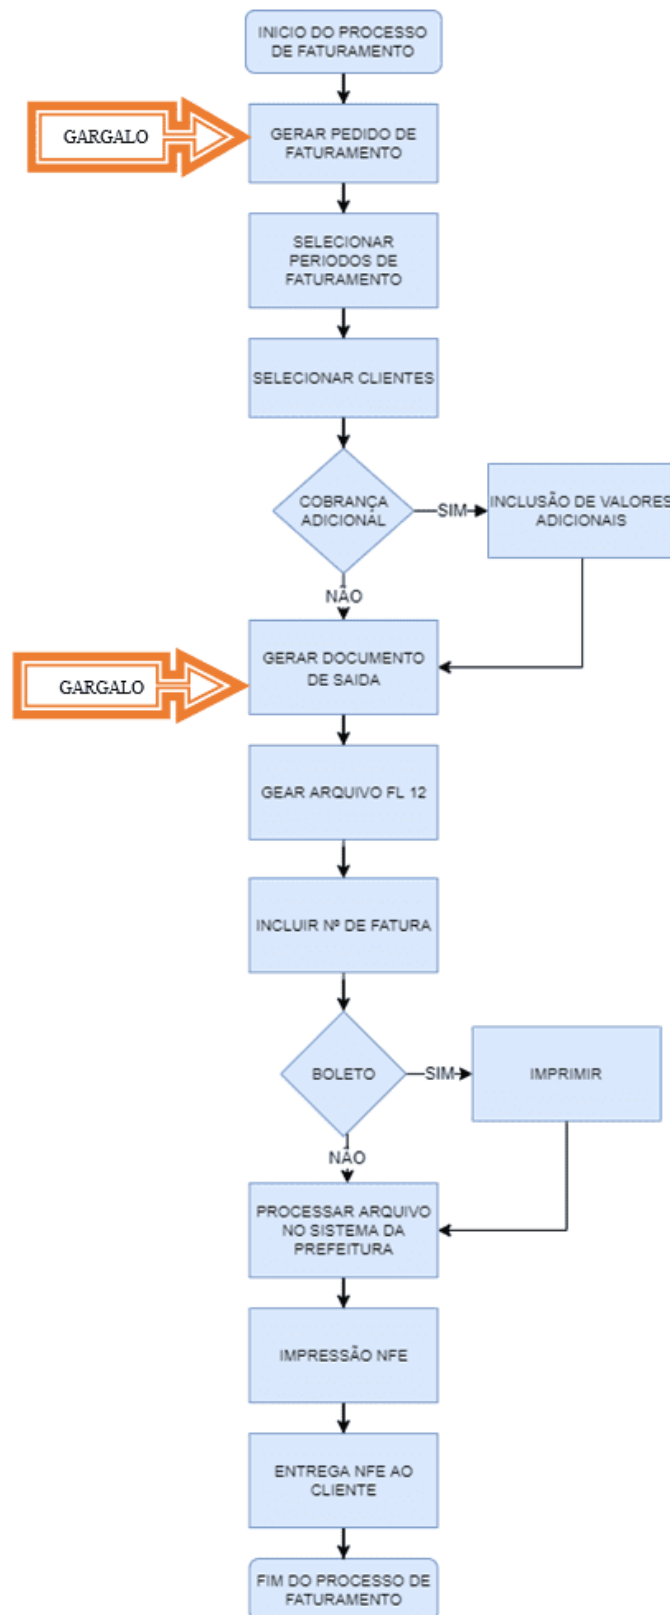 INICIO DO PROCESSO
DE FATURAMENTO
GARGALO
GERAR PEDIDO DE
FATURAMENTO
SELECIONAR
PERIODOS DE
FATURAMENTO
SELECIONAR CLIENTES
COBRANÇA
ADICIONAL
SIM
INCLUSÃO DE VALORES
ADICIONAIS
NÃO
GERAR DOCUMENTO
DE SAIDA
GARGALO
GEAR ARQUIVO FL 12
INCLUIR Nº DE FATURA
BOLETO
SIM
IMPRIMIR
NÃO
PROCESSAR ARQUIVO
NO SISTEMA DA
PREFEITURA
IMPRESSÃO NFE
ENTREGA NFE AO
CLIENTE
FIM DO PROCESSO DE
FATURAMENTO